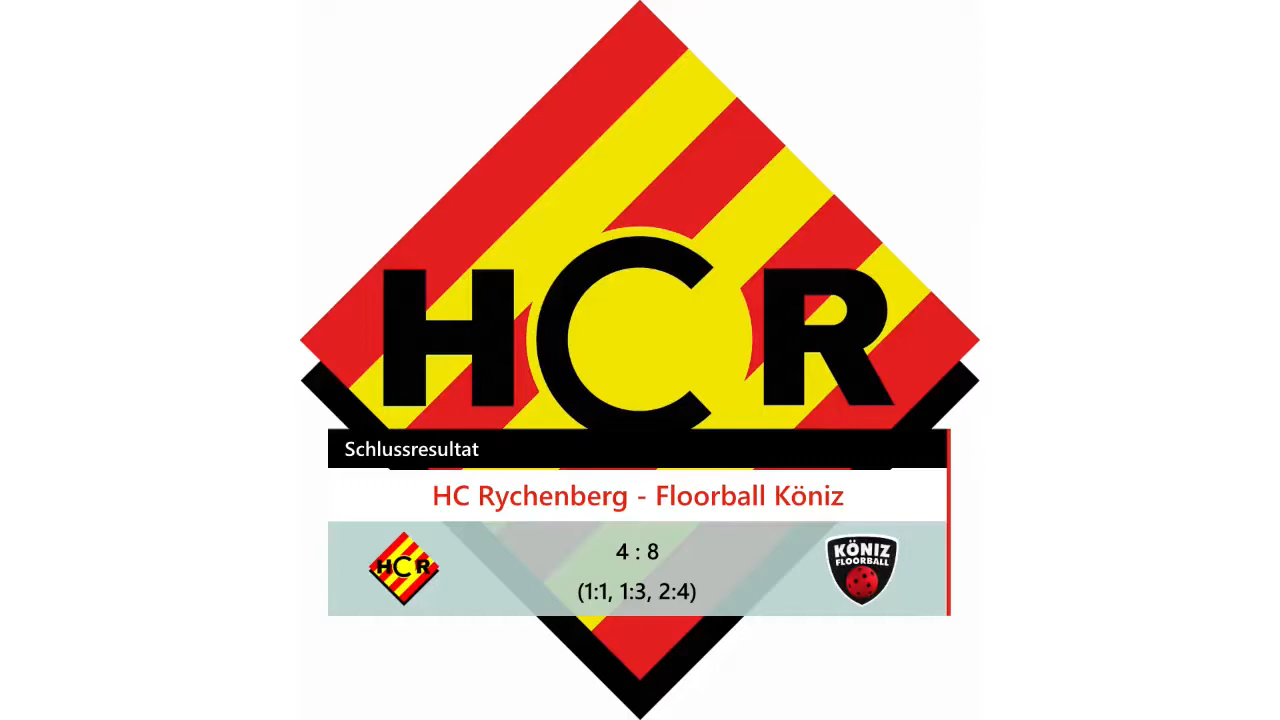 HCR
Schlussresultat
HC Rychenberg - Floorball Köniz
HCR
4 : 8
KÖNIZ
FLOORBALL
(1:1, 1:3, 2:4)